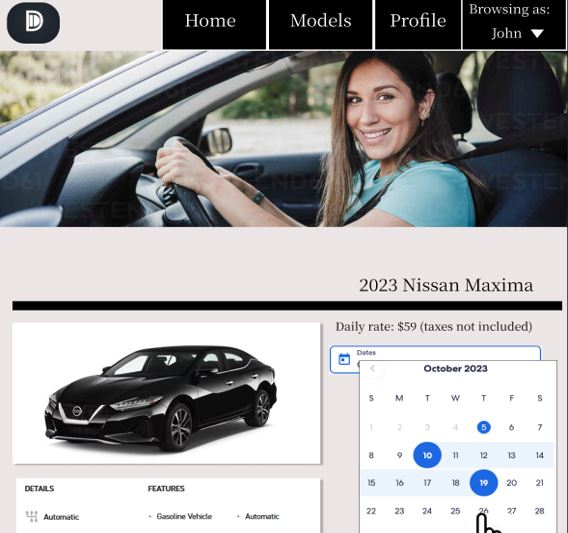 D
Home
Models
Profile
Browsing as:
John
2023 Nissan Maxima
Daily rate: $59 (taxes not included)
Dates
October 2023
S M T W T F S
1 2 3 4 5 6 7
8 9 10 11 12 13 14
15 16 17 18 19 20 21
22 23 24 25 26 27 28
DETAILS
FEATURES
Automatic
· Gasoline Vehicle
· Automatic